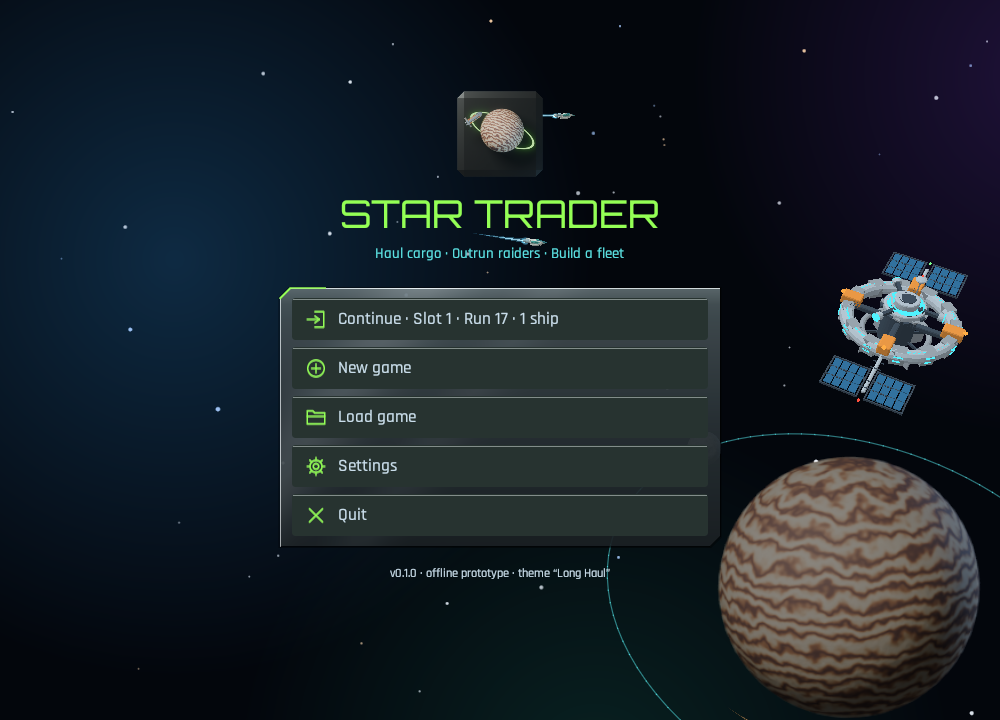 STAR TRADER
Haul cargo · Outrun raiders · Build a fleet
Continue · Slot 1 · Run 17 · 1 ship
New game
Load game
Settings
Quit
v0.1.0 · offline prototype · theme “Long Haul”